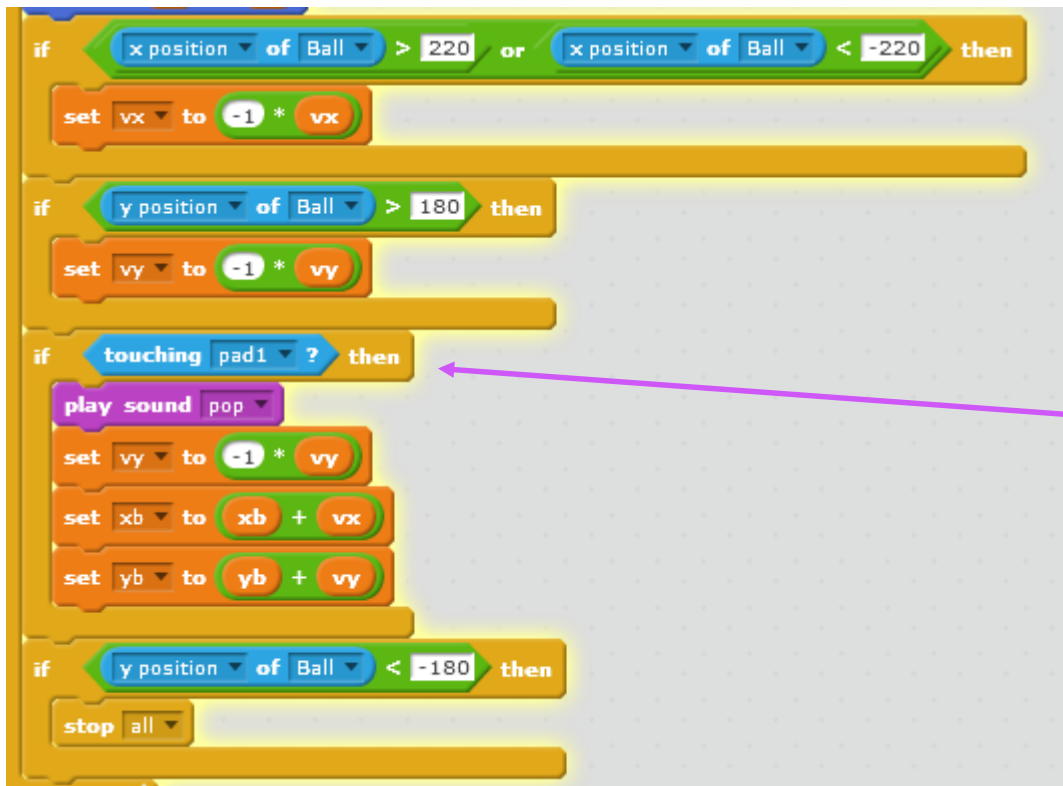 if x position of Ball > 220 or x position of Ball < -220 then
set vx to -1 * vx
if y position of Ball > 180 then
set vy to -1 * vy
if touching pad1 ? then
play sound pop
set vy to -1 * vy
set xb to xb + vx
set yb to yb + vy
if y position of Ball < -180 then
stop all